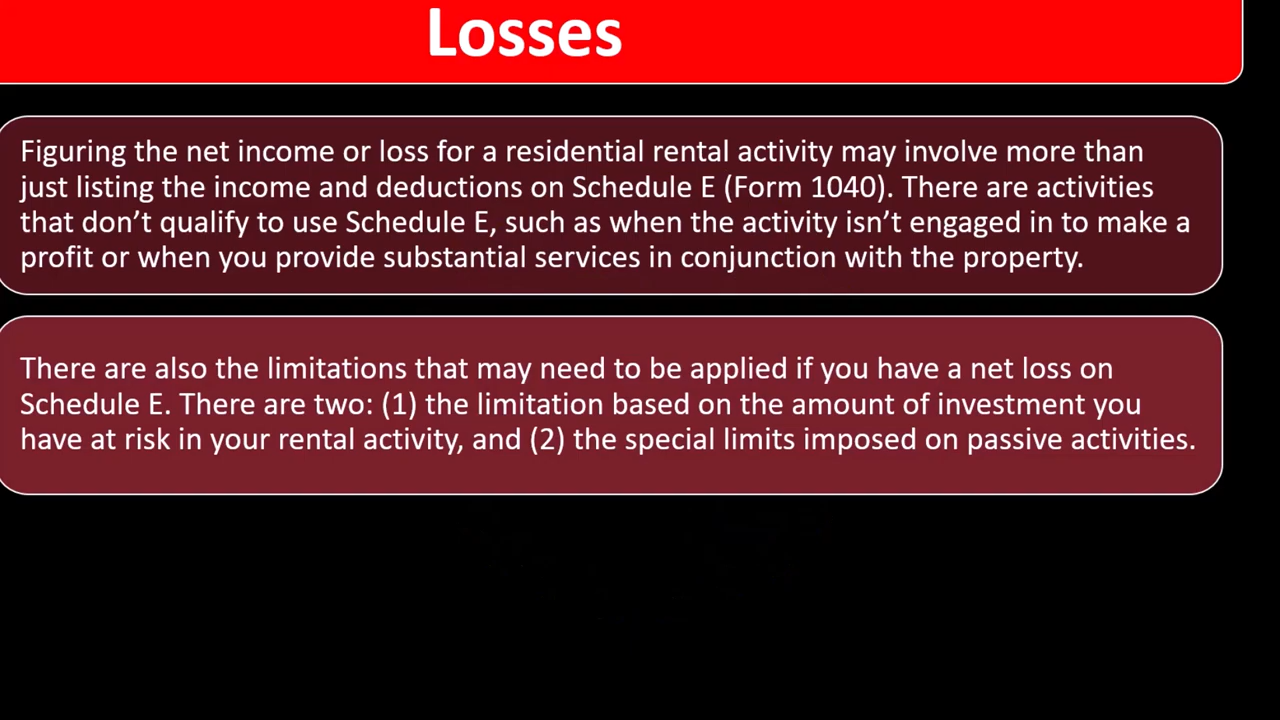 Losses
Figuring the net income or loss for a residential rental activity may involve more than
just listing the income and deductions on Schedule E (Form 1040). There are activities
that don’t qualify to use Schedule E, such as when the activity isn’t engaged in to make a
profit or when you provide substantial services in conjunction with the property.
There are also the limitations that may need to be applied if you have a net loss on
Schedule E. There are two: (1) the limitation based on the amount of investment you
have at risk in your rental activity, and (2) the special limits imposed on passive activities.